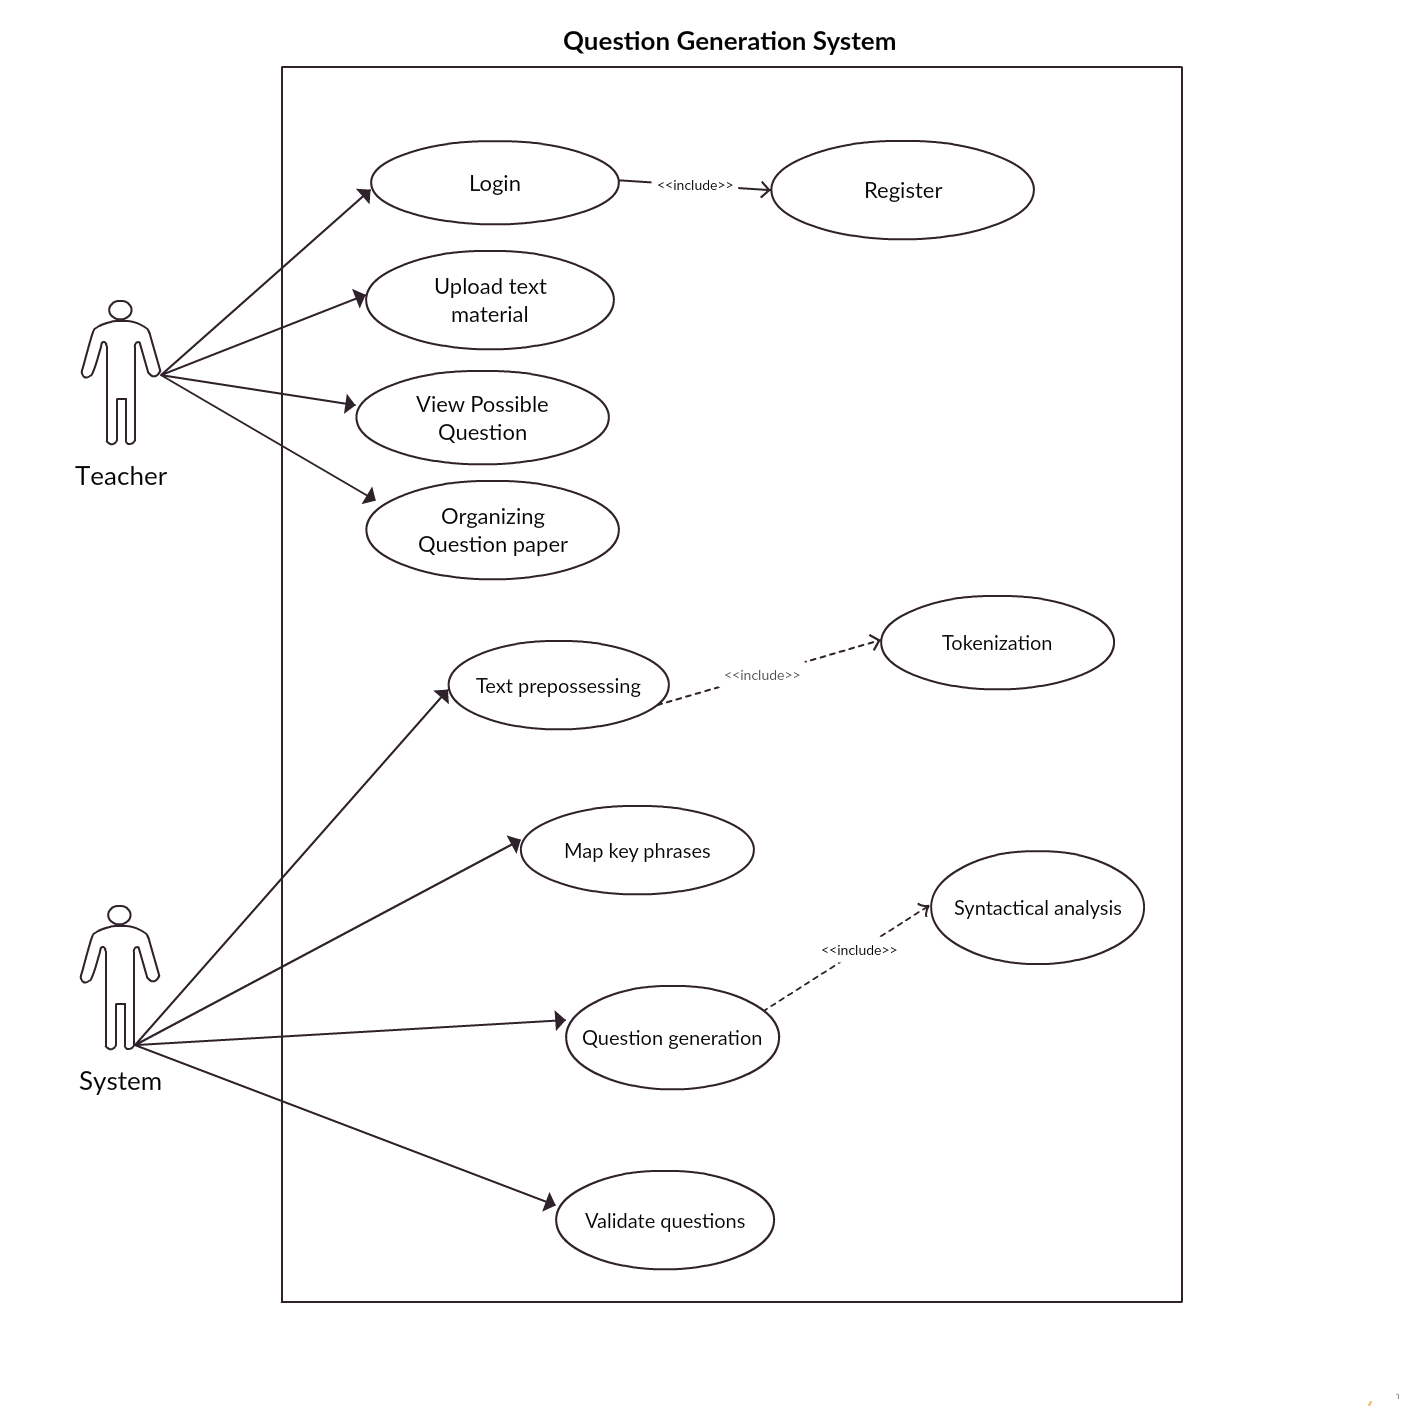 Question Generation System
Login
<<include>>
Register
Upload text
material
View Possible
Question
Teacher
Organizing
Question paper
Tokenization
<<include>>
Text prepossessing
Map key phrases
Syntactical analysis
<<include>>
Question generation
System
Validate questions